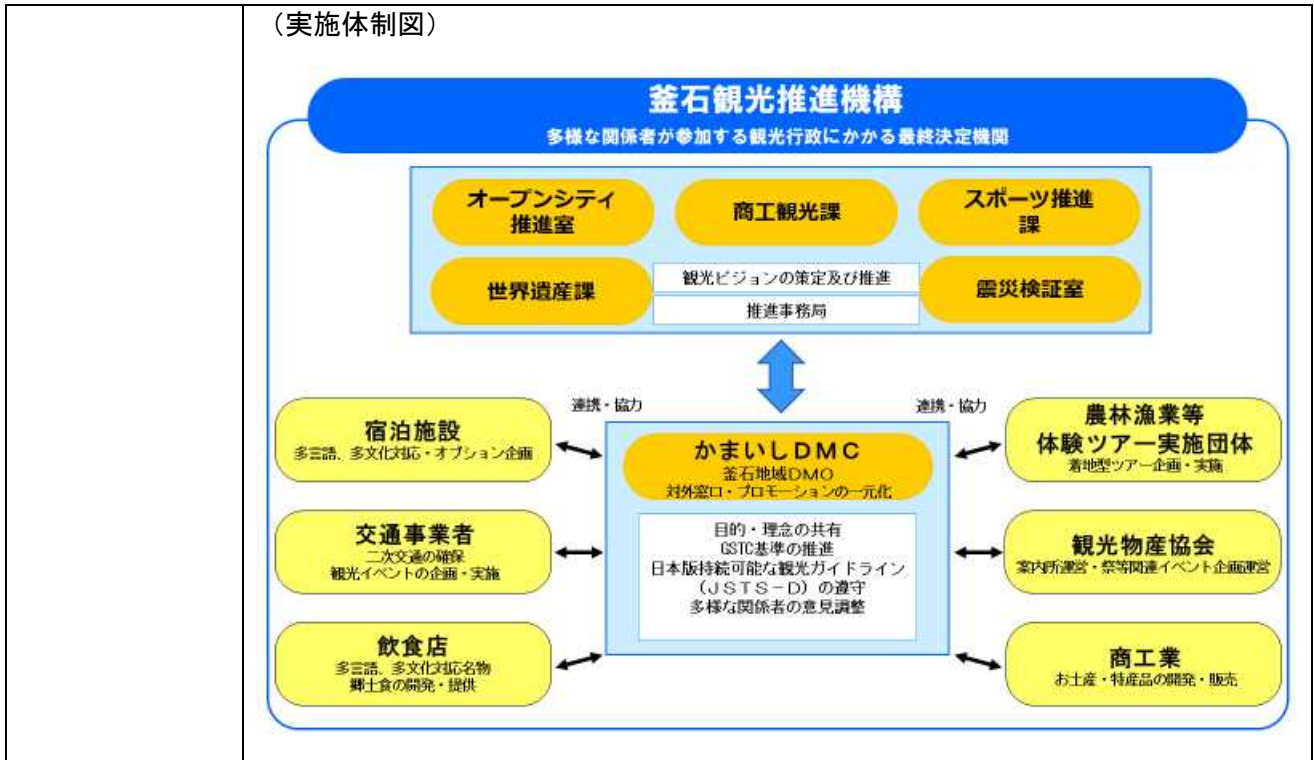 （実施体制図）
釜石観光推進機構
多様な関係者が参加する観光行政にかかる最終決定機関
オープンシティ
推進室
商工観光課
スポーツ推進
課
世界遺産課
観光ビジョンの策定及び推進
推進事務局
震災検証室
連携・協力
連携・協力
宿泊施設
多言語、多文化対応・オプション企画
交通事業者
二次交通の確保
観光イベントの企画・実施
飲食店
多言語、多文化対応名物
郷土食の開発・提供
かまいしＤＭＣ
釜石地域ＤＭＯ
対外窓口・プロモーションの一元化
目的・理念の共有
GSTC基準の推進
日本版持続可能な観光ガイドライン
（ＪＳＴＳ－Ｄ）の遵守
多様な関係者の意見調整
農林漁業等
体験ツアー実施団体
着地型ツアー企画・実施
観光物産協会
案内所運営・祭等関連イベント企画運営
商工業
お土産・特産品の開発・販売